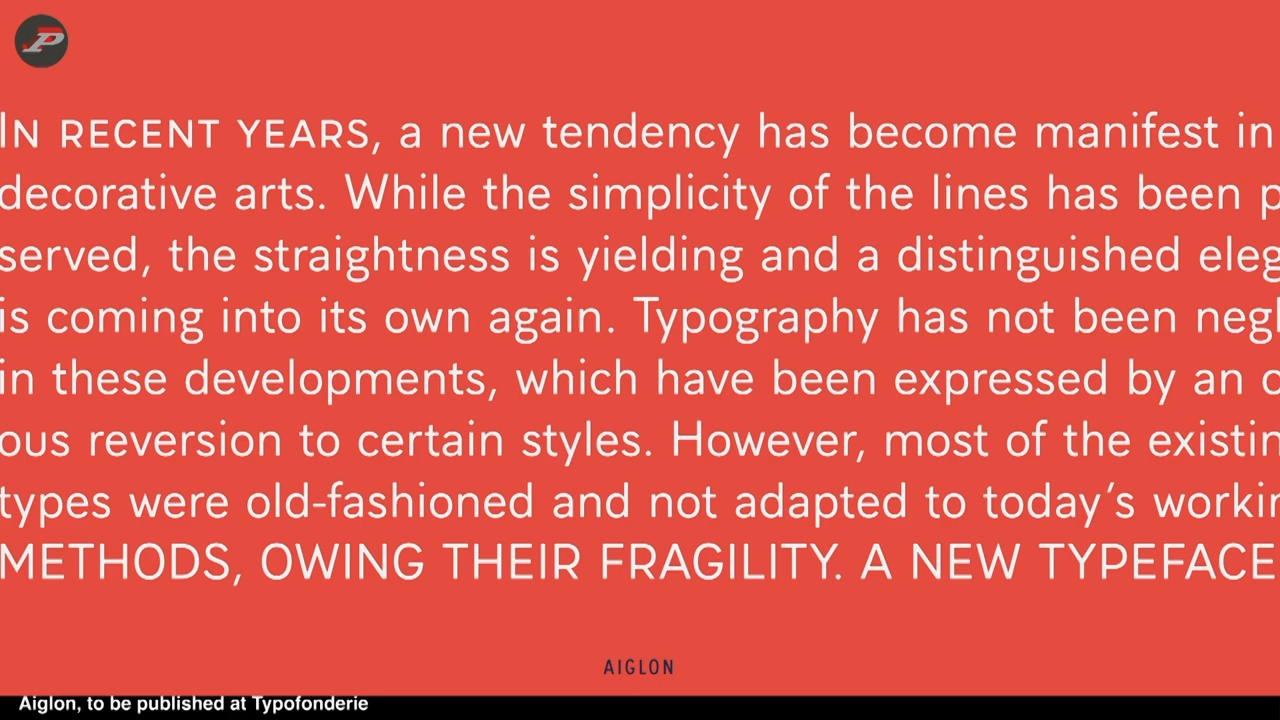 IN RECENT YEARS, a new tendency has become manifest in
decorative arts. While the simplicity of the lines has been p
served, the straightness is yielding and a distinguished eleg
is coming into its own again. Typography has not been negl
in these developments, which have been expressed by an c
ous reversion to certain styles. However, most of the existin
types were old-fashioned and not adapted to today’s workin
METHODS, OWING THEIR FRAGILITY. A NEW TYPEFACE
AIGLON
Aiglon, to be published at Typofonderie